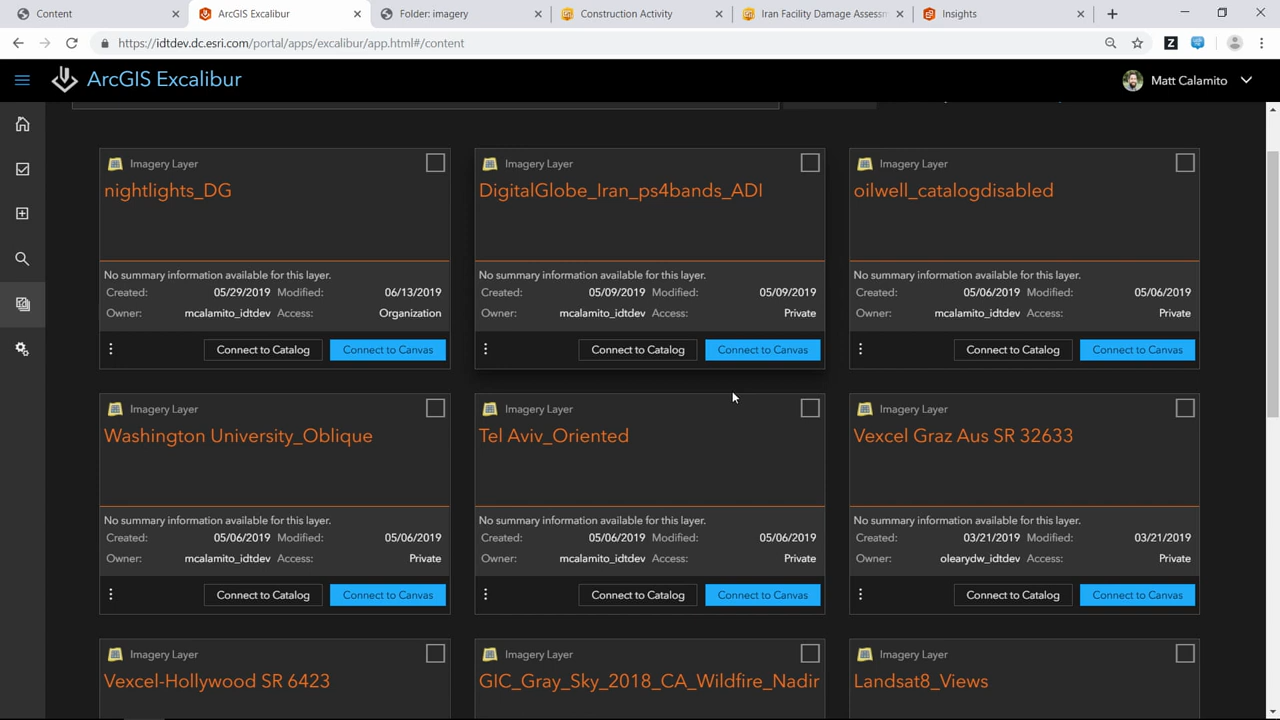 Content
ArcGIS Excalibur
Folder: imagery
Construction Activity
Iran Facility Damage Assessm
Insights
https://idtdev.dc.esri.com/portal/apps/excalibur/app.html#/content
Z
ArcGIS Excalibur
Matt Calamito
Imagery Layer
nightlights_DG
No summary information available for this layer.
Created: 05/29/2019 Modified: 06/13/2019
Owner: mcalamito_idtdev Access: Organization
Connect to Catalog Connect to Canvas
Imagery Layer
DigitalGlobe_Iran_ps4bands_ADI
No summary information available for this layer.
Created: 05/09/2019 Modified: 05/09/2019
Owner: mcalamito_idtdev Access: Private
Connect to Catalog Connect to Canvas
Imagery Layer
oilwell_catalogdisabled
No summary information available for this layer.
Created: 05/06/2019 Modified: 05/06/2019
Owner: mcalamito_idtdev Access: Private
Connect to Catalog Connect to Canvas
Imagery Layer
Washington University_Oblique
No summary information available for this layer.
Created: 05/06/2019 Modified: 05/06/2019
Owner: mcalamito_idtdev Access: Private
Connect to Catalog Connect to Canvas
Imagery Layer
Tel Aviv_Oriented
No summary information available for this layer.
Created: 05/06/2019 Modified: 05/06/2019
Owner: mcalamito_idtdev Access: Private
Connect to Catalog Connect to Canvas
Imagery Layer
Vexcel Graz Aus SR 32633
No summary information available for this layer.
Created: 03/21/2019 Modified: 03/21/2019
Owner: olearydw_idtdev Access: Private
Connect to Catalog Connect to Canvas
Imagery Layer
Vexcel-Hollywood SR 6423
Imagery Layer
GIC_Gray_Sky_2018_CA_Wildfire_Nadir
Imagery Layer
Landsat8_Views